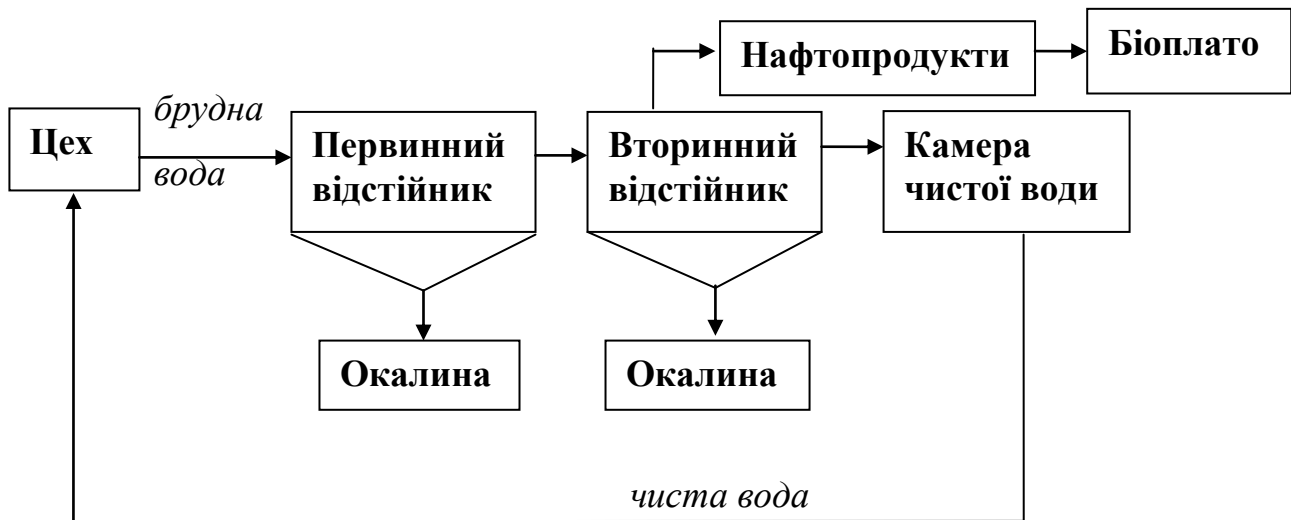 Нафтопродукти
Біоплато
Цех
брудна
вода
Первинний
відстійник
Вторинний
відстійник
Камера
чистої води
Окалина
Окалина
чиста вода